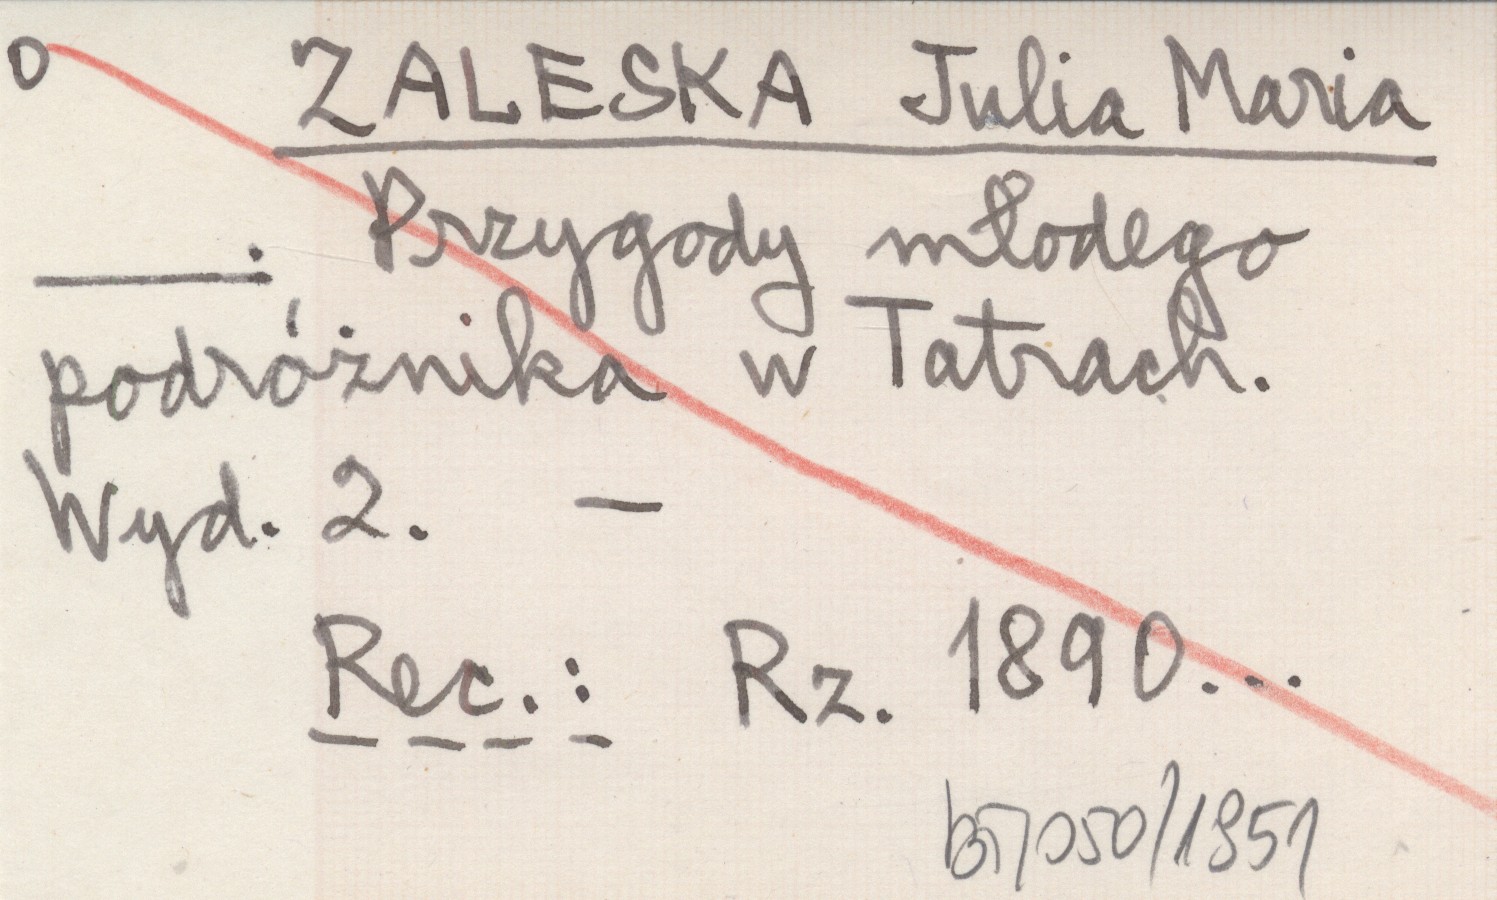 O ZALESKA Julia Maria
———. Przygody młodego
podróżnika w Tatrach.
Wyd. 2. —
Rec.: Rz. 1890...